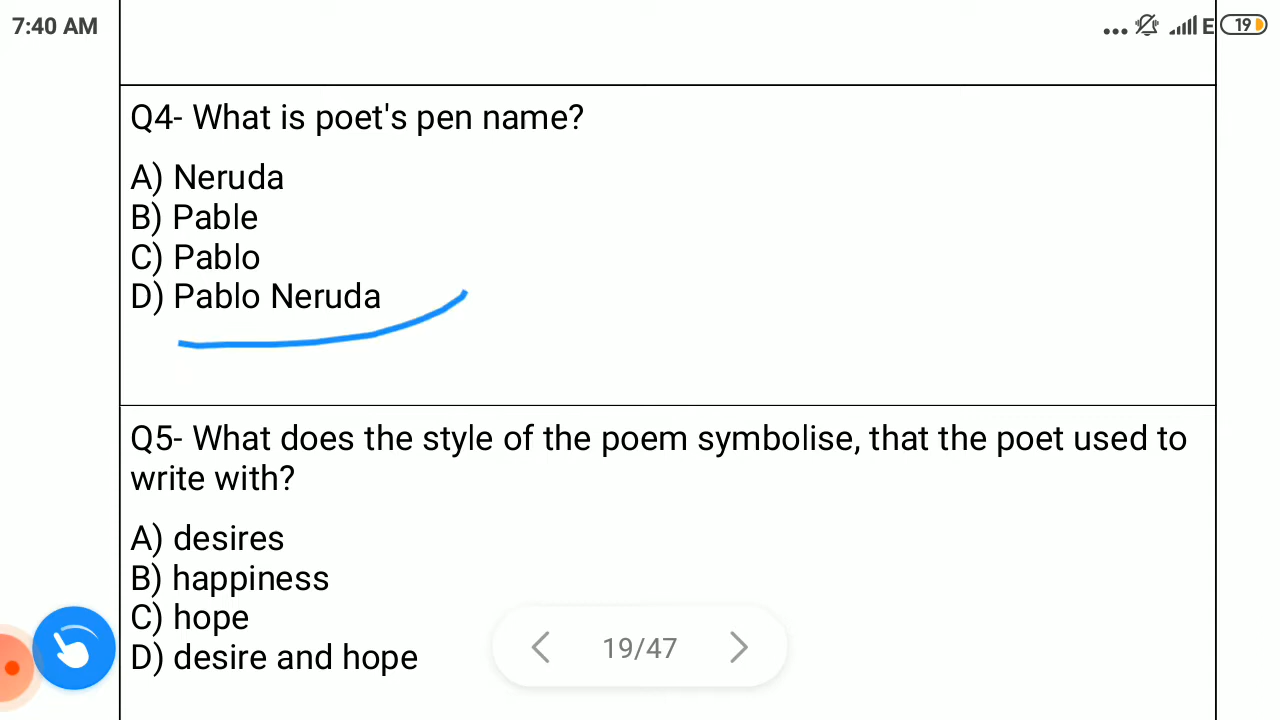 7:40 AM
... E 19
Q4- What is poet's pen name?
A) Neruda
B) Pable
C) Pablo
D) Pablo Neruda
Q5- What does the style of the poem symbolise, that the poet used to
write with?
A) desires
B) happiness
C) hope
D) desire and hope
19/47